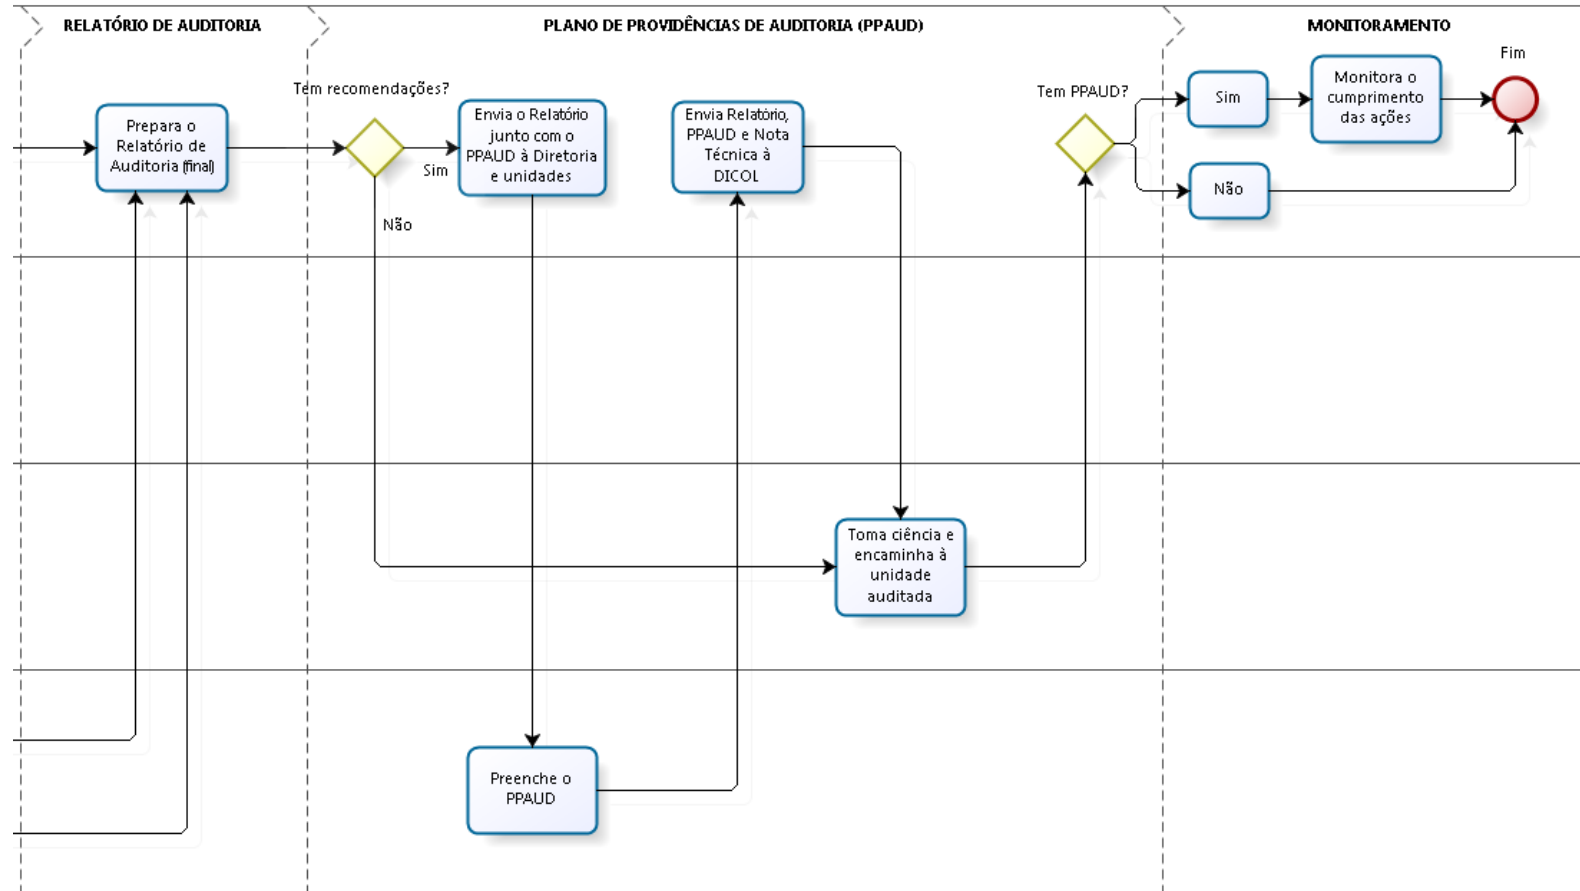 RELATÓRIO DE AUDITORIA
PLANO DE PROVIDÊNCIAS DE AUDITORIA (PPAUD)
MONITORAMENTO
Prepara o
Relatório de
Auditoria (final)
Tem recomendações?
Sim
Não
Envia o Relatório
junto com o
PPAUD à Diretoria
e unidades
Envia Relatório,
PPAUD e Nota
Técnica à
DICOL
Tem PPAUD?
Sim
Monitora o
cumprimento
das ações
Fim
Não
Toma ciência e
encaminha à
unidade
auditada
Preenche o
PPAUD